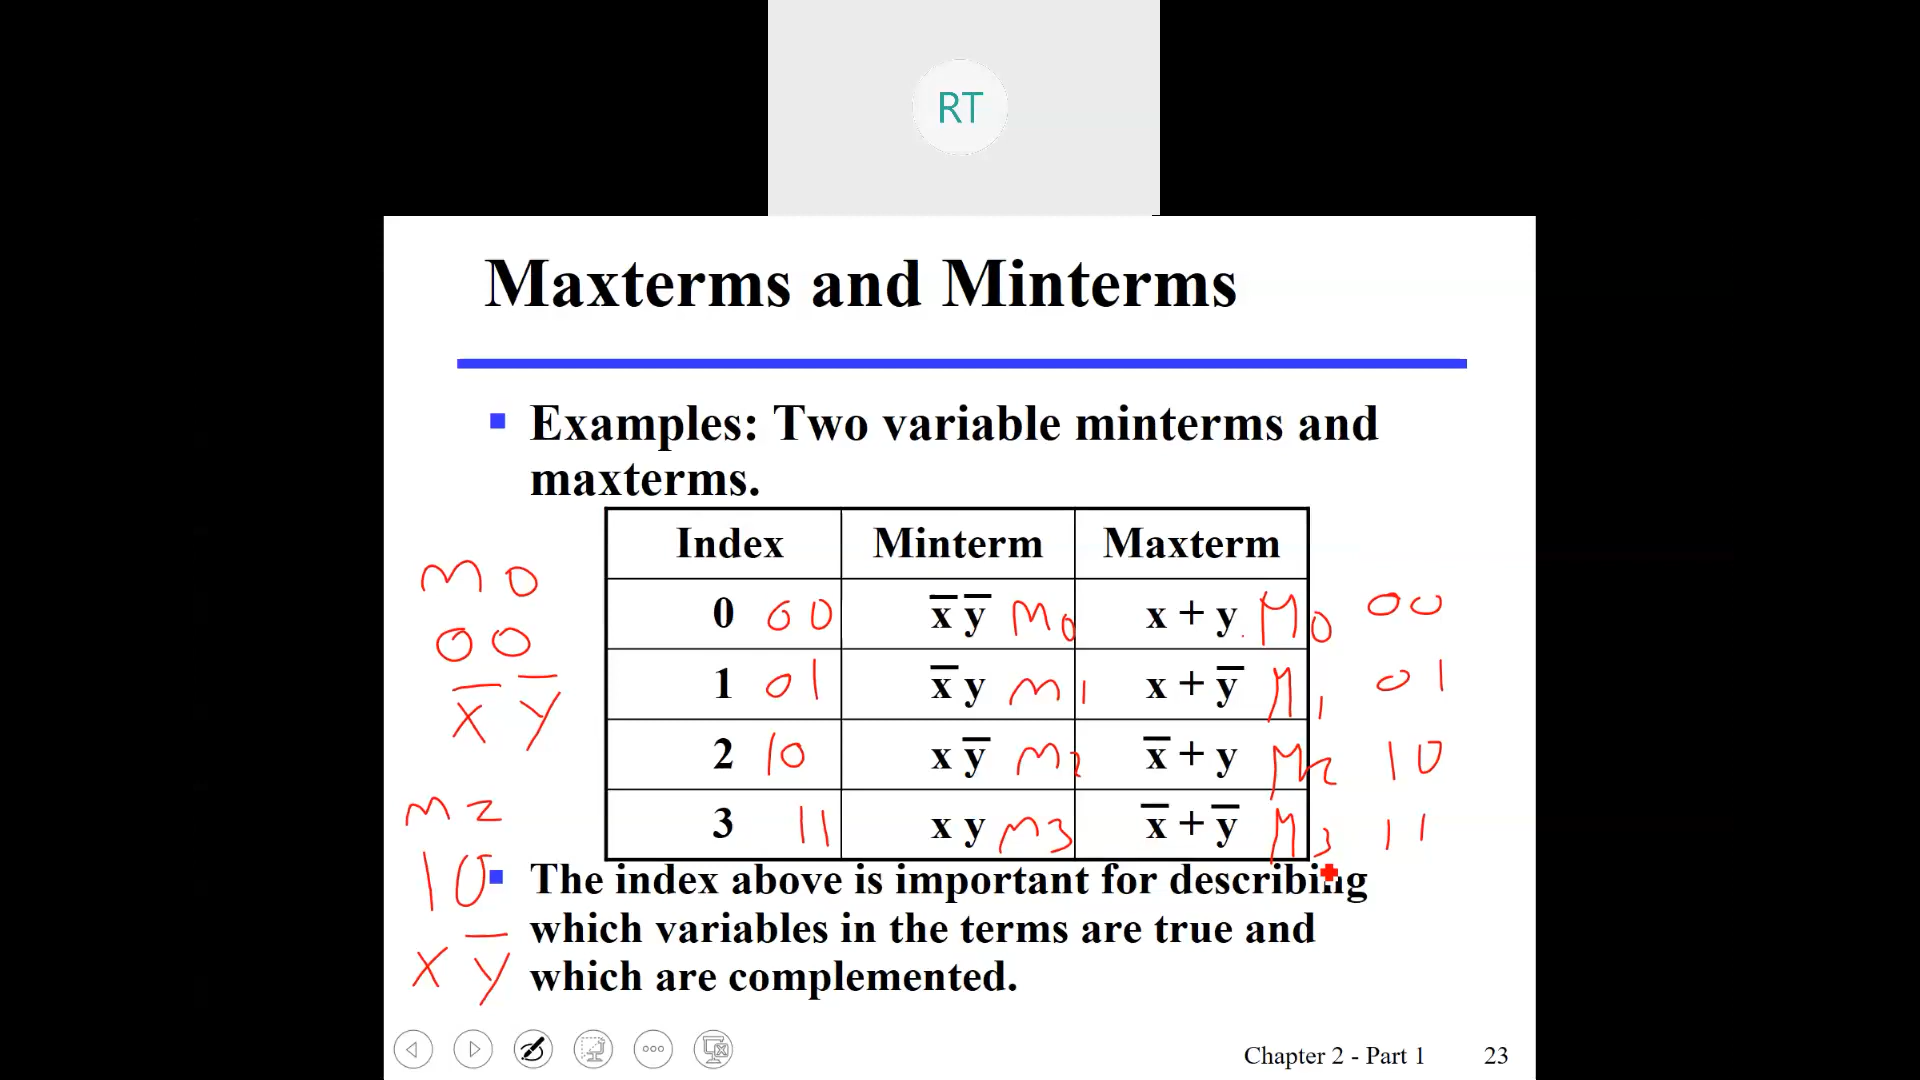 RT
Maxterms and Minterms
Examples: Two variable minterms and
maxterms.
Index Minterm Maxterm
m0 0 00 x̅ y̅ m0 x + y M0 00
00
1 01 x̅ y m1 x + y̅ M1 01
x̅ y̅
2 10 x y̅ m2 x̅ + y M2 10
m2 3 11 x y m3 x̅ + y̅ M3 11
10
The index above is important for describing
which variables in the terms are true and
x y̅
which are complemented.
Chapter 2 - Part 1 23